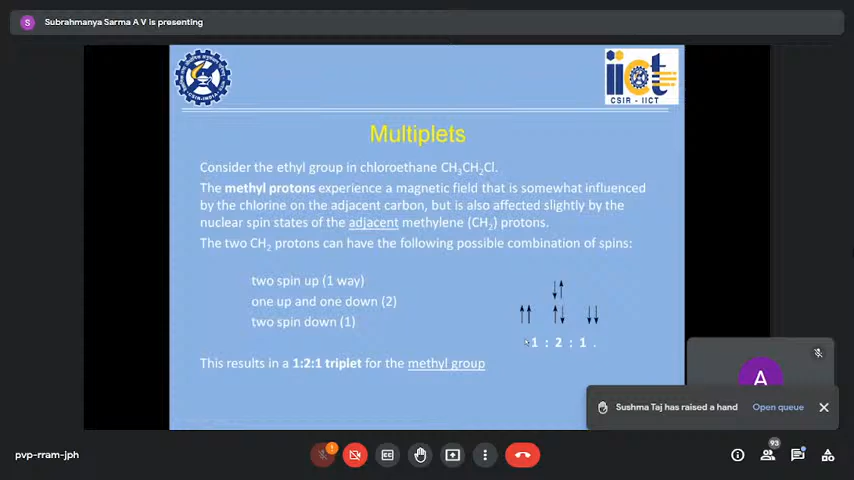 S Subrahmanya Sarma A V is presenting
CSIR-INDIA
iict
CSIR - IICT
Multiplets
Consider the ethyl group in chloroethane CH₃CH₂Cl.
The methyl protons experience a magnetic field that is somewhat influenced
by the chlorine on the adjacent carbon, but is also affected slightly by the
nuclear spin states of the adjacent methylene (CH₂) protons.
The two CH₂ protons can have the following possible combination of spins:
two spin up (1 way)
one up and one down (2)
two spin down (1)
↓↑
↑↑ ↑↓ ↓↓
1 : 2 : 1 .
This results in a 1:2:1 triplet for the methyl group
A
Sushma Taj has raised a hand Open queue
pvp-rram-jph
93